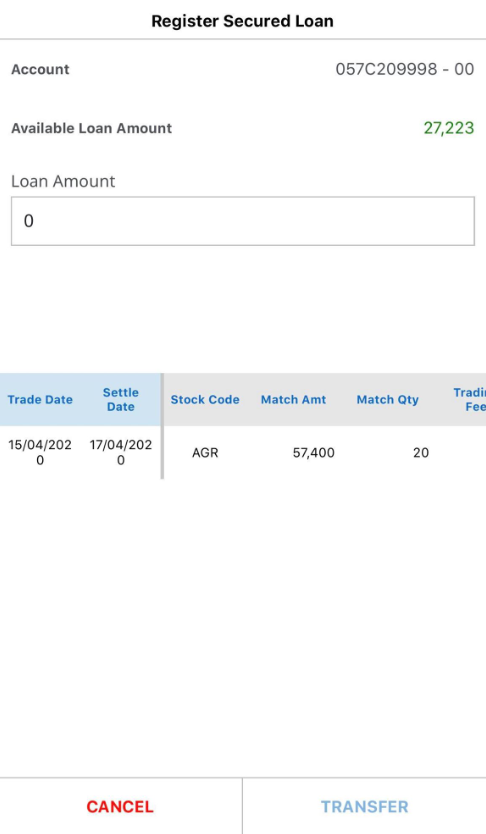 Register Secured Loan
Account 057C209998 - 00
Available Loan Amount 27,223
Loan Amount
0
Trade Date Settle Date Stock Code Match Amt Match Qty Tradin Fee
15/04/2020 17/04/2020 AGR 57,400 20
CANCEL TRANSFER